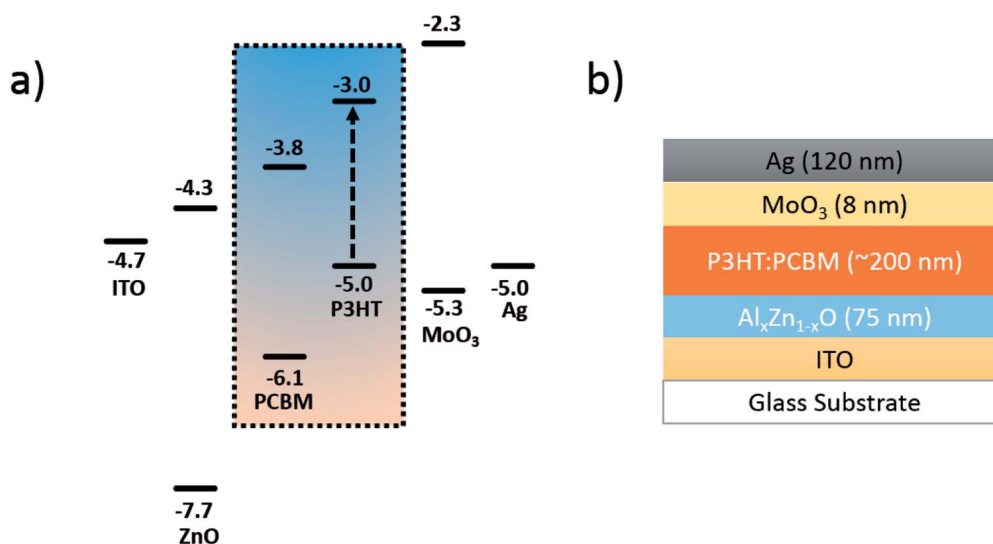 a)
-2.3
-3.0
-3.8
-4.3
-4.7
ITO
-5.0
P3HT
-5.3
MoO₃
-5.0
Ag
-6.1
PCBM
-7.7
ZnO
b)
Ag (120 nm)
MoO₃ (8 nm)
P3HT:PCBM (~200 nm)
AlₓZn₁₋ₓO (75 nm)
ITO
Glass Substrate